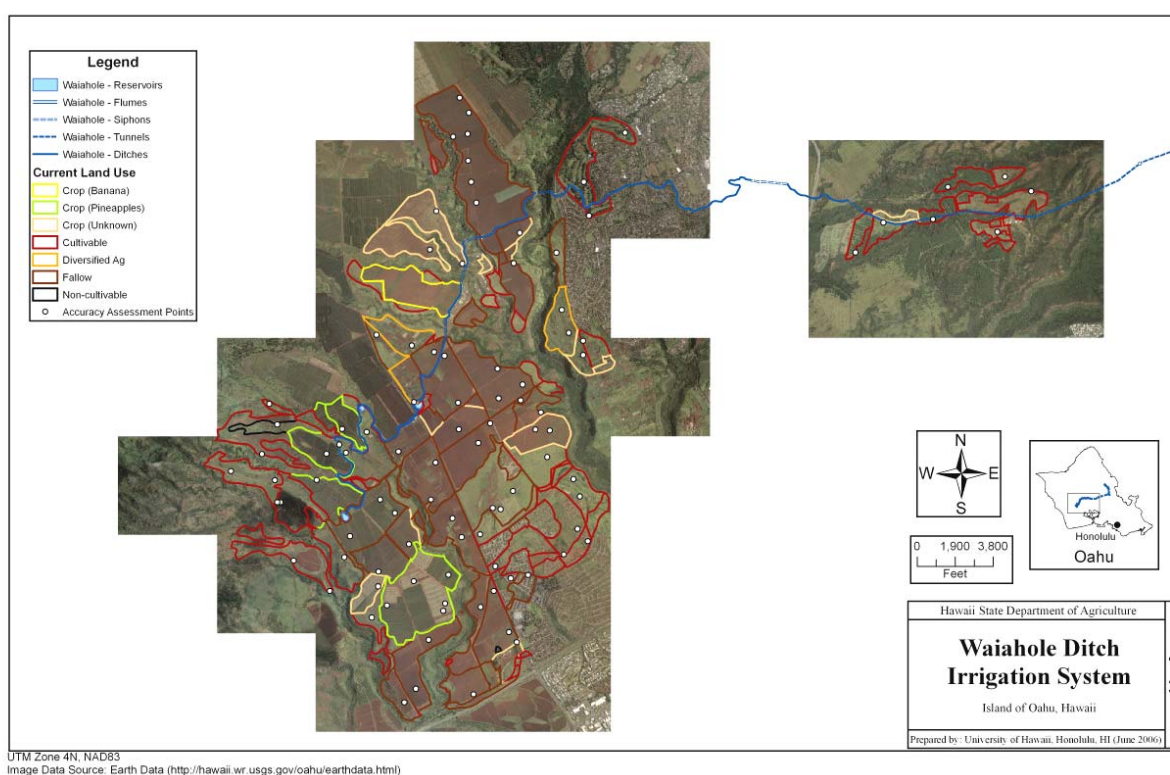 Legend
Waiahole - Reservoirs
Waiahole - Flumes
Waiahole - Siphons
Waiahole - Tunnels
Waiahole - Ditches
Current Land Use
Crop (Banana)
Crop (Pineapples)
Crop (Unknown)
Cultivable
Diversified Ag
Fallow
Non-cultivable
Accuracy Assessment Points
N
W E
S
0 1,900 3,800
Feet
Honolulu
Oahu
Hawaii State Department of Agriculture
Waiahole Ditch
Irrigation System
Island of Oahu, Hawaii
Prepared by: University of Hawaii, Honolulu, HI (June 2006)
UTM Zone 4N, NAD83
Image Data Source: Earth Data (http://hawaii.wr.usgs.gov/oahu/earthdata.html)